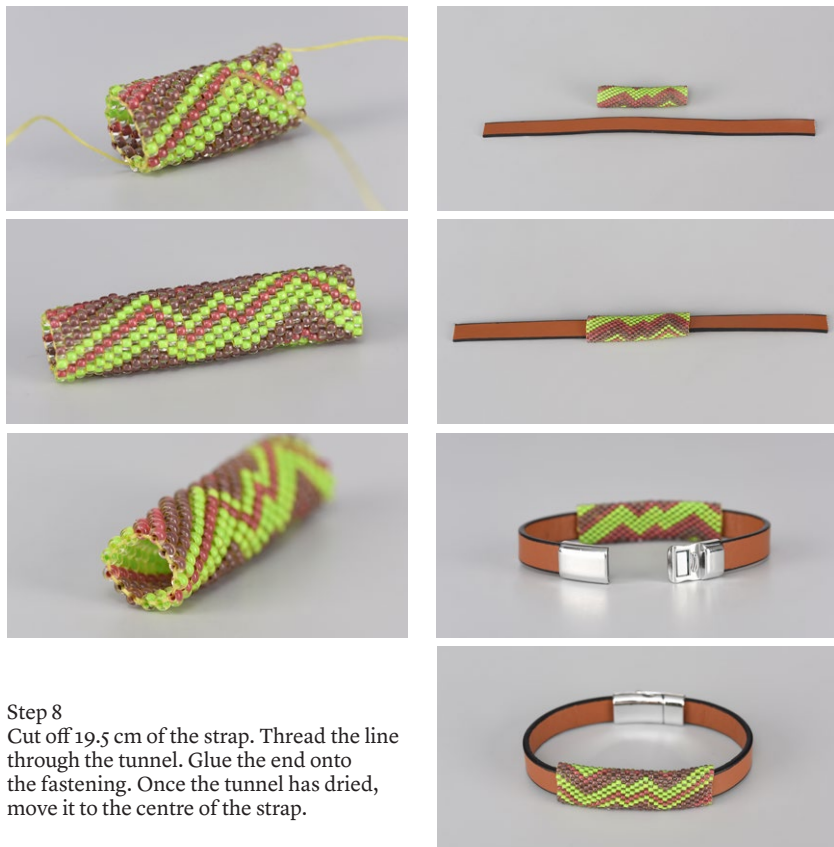 Step 8
Cut off 19.5 cm of the strap. Thread the line
through the tunnel. Glue the end onto
the fastening. Once the tunnel has dried,
move it to the centre of the strap.